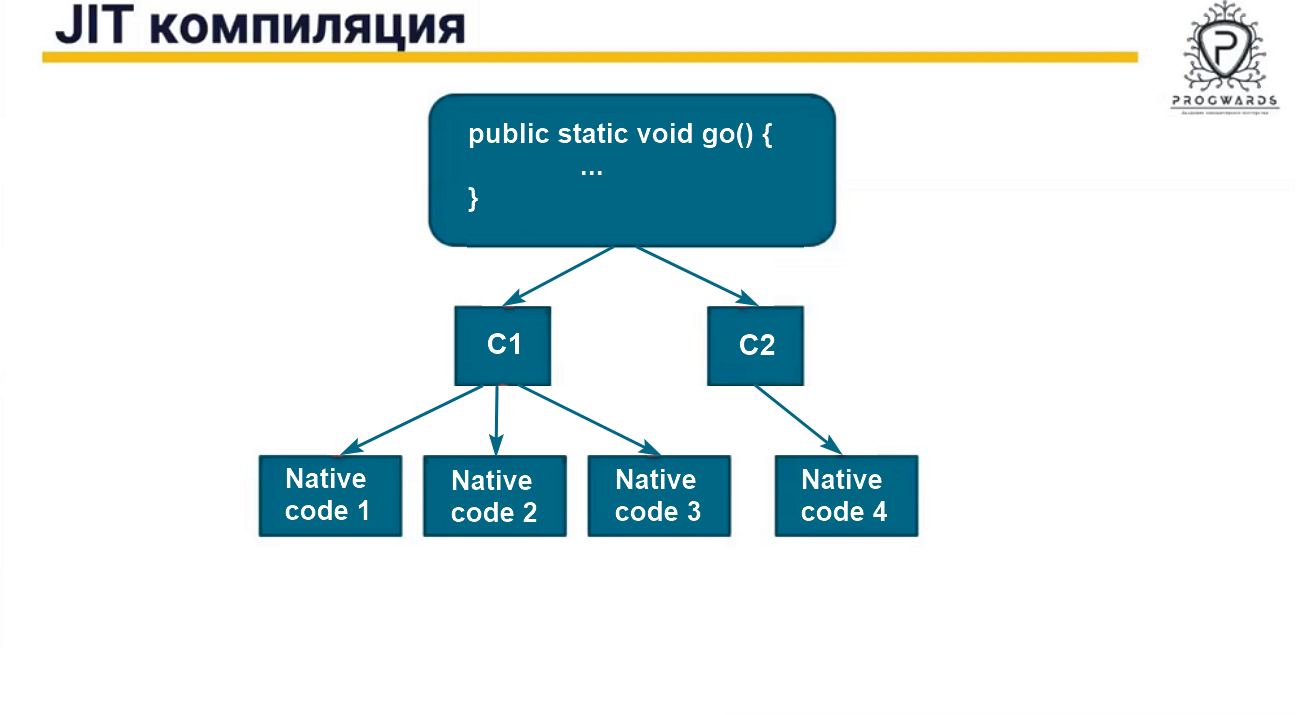 JIT компиляция
PROGWARDS
public static void go() {
...
}
C1
C2
Native
code 1
Native
code 2
Native
code 3
Native
code 4